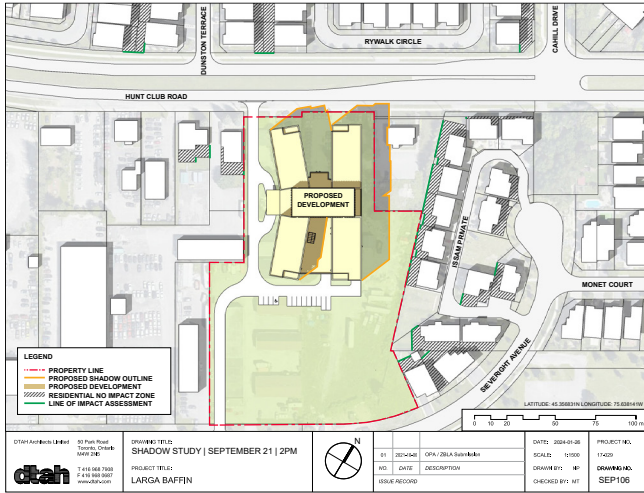 DUNSTON TERRACE
RYWALK CIRCLE
CAHILL DRIVE
HUNT CLUB ROAD
PROPOSED
DEVELOPMENT
ISSAM PRIVATE
MONET COURT
SIEVERIGHT AVENUE
LEGEND
PROPERTY LINE
PROPOSED SHADOW OUTLINE
PROPOSED DEVELOPMENT
RESIDENTIAL NO IMPACT ZONE
LINE OF IMPACT ASSESSMENT
LATITUDE: 45.35683 N LONGITUDE: 75.638141 W
0 10 20 50 75 100 m
DTAH Architects Limited
50 Park Road
Toronto, Ontario
M4W 2N5
T 416 968 9479
F 416 968 0687
www.dtah.com
dtah
DRAWING TITLE:
SHADOW STUDY | SEPTEMBER 21 | 2PM
PROJECT TITLE:
LARGA BAFFIN
N
01 OPA / ZBLA Submission
NO. DATE DESCRIPTION
ISSUE RECORD
DATE: 2024-01-26
SCALE: 1:1500
DRAWN BY: HP
CHECKED BY: MT
PROJECT NO.
17-029
DRAWING NO.
SEP106